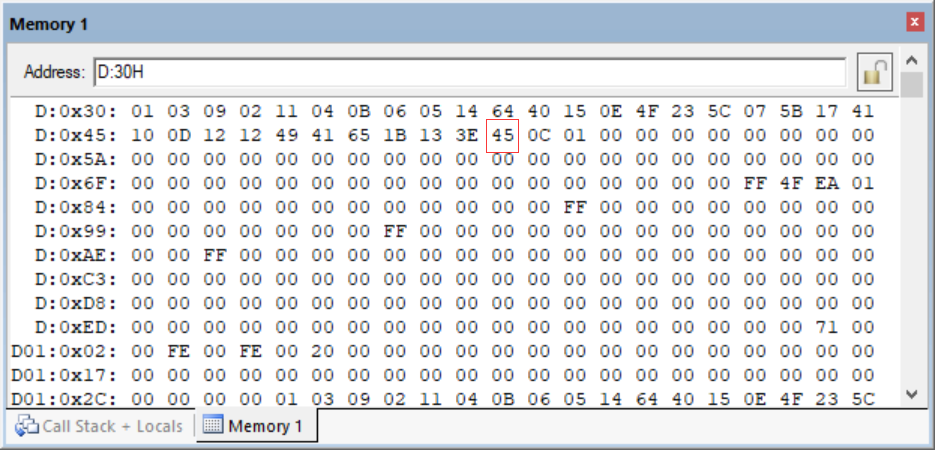 Memory 1
x
Address: D:30H
D:0x30: 01 03 09 02 11 04 0B 06 05 14 64 40 15 0E 4F 23 5C 07 5B 17 41
D:0x45: 10 0D 12 12 49 41 65 1B 13 3E 45 0C 01 00 00 00 00 00 00 00 00
D:0x5A: 00 00 00 00 00 00 00 00 00 00 00 00 00 00 00 00 00 00 00 00 00
D:0x6F: 00 00 00 00 00 00 00 00 00 00 00 00 00 00 00 00 00 FF 4F EA 01
D:0x84: 00 00 00 00 00 00 00 00 00 00 00 00 FF 00 00 00 00 00 00 00 00
D:0x99: 00 00 00 00 00 00 00 FF 00 00 00 00 00 00 00 00 00 00 00 00 00
D:0xAE: 00 00 FF 00 00 00 00 00 00 00 00 00 00 00 00 00 00 00 00 00 00
D:0xC3: 00 00 00 00 00 00 00 00 00 00 00 00 00 00 00 00 00 00 00 00 00
D:0xD8: 00 00 00 00 00 00 00 00 00 00 00 00 00 00 00 00 00 00 00 00 00
D:0xED: 00 00 00 00 00 00 00 00 00 00 00 00 00 00 00 00 00 00 00 71 00
D01:0x02: 00 FE 00 FE 00 20 00 00 00 00 00 00 00 00 00 00 00 00 00 00 00
D01:0x17: 00 00 00 00 00 00 00 00 00 00 00 00 00 00 00 00 00 00 00 00 00
D01:0x2C: 00 00 00 00 01 03 09 02 11 04 0B 06 05 14 64 40 15 0E 4F 23 5C
Call Stack + Locals Memory 1